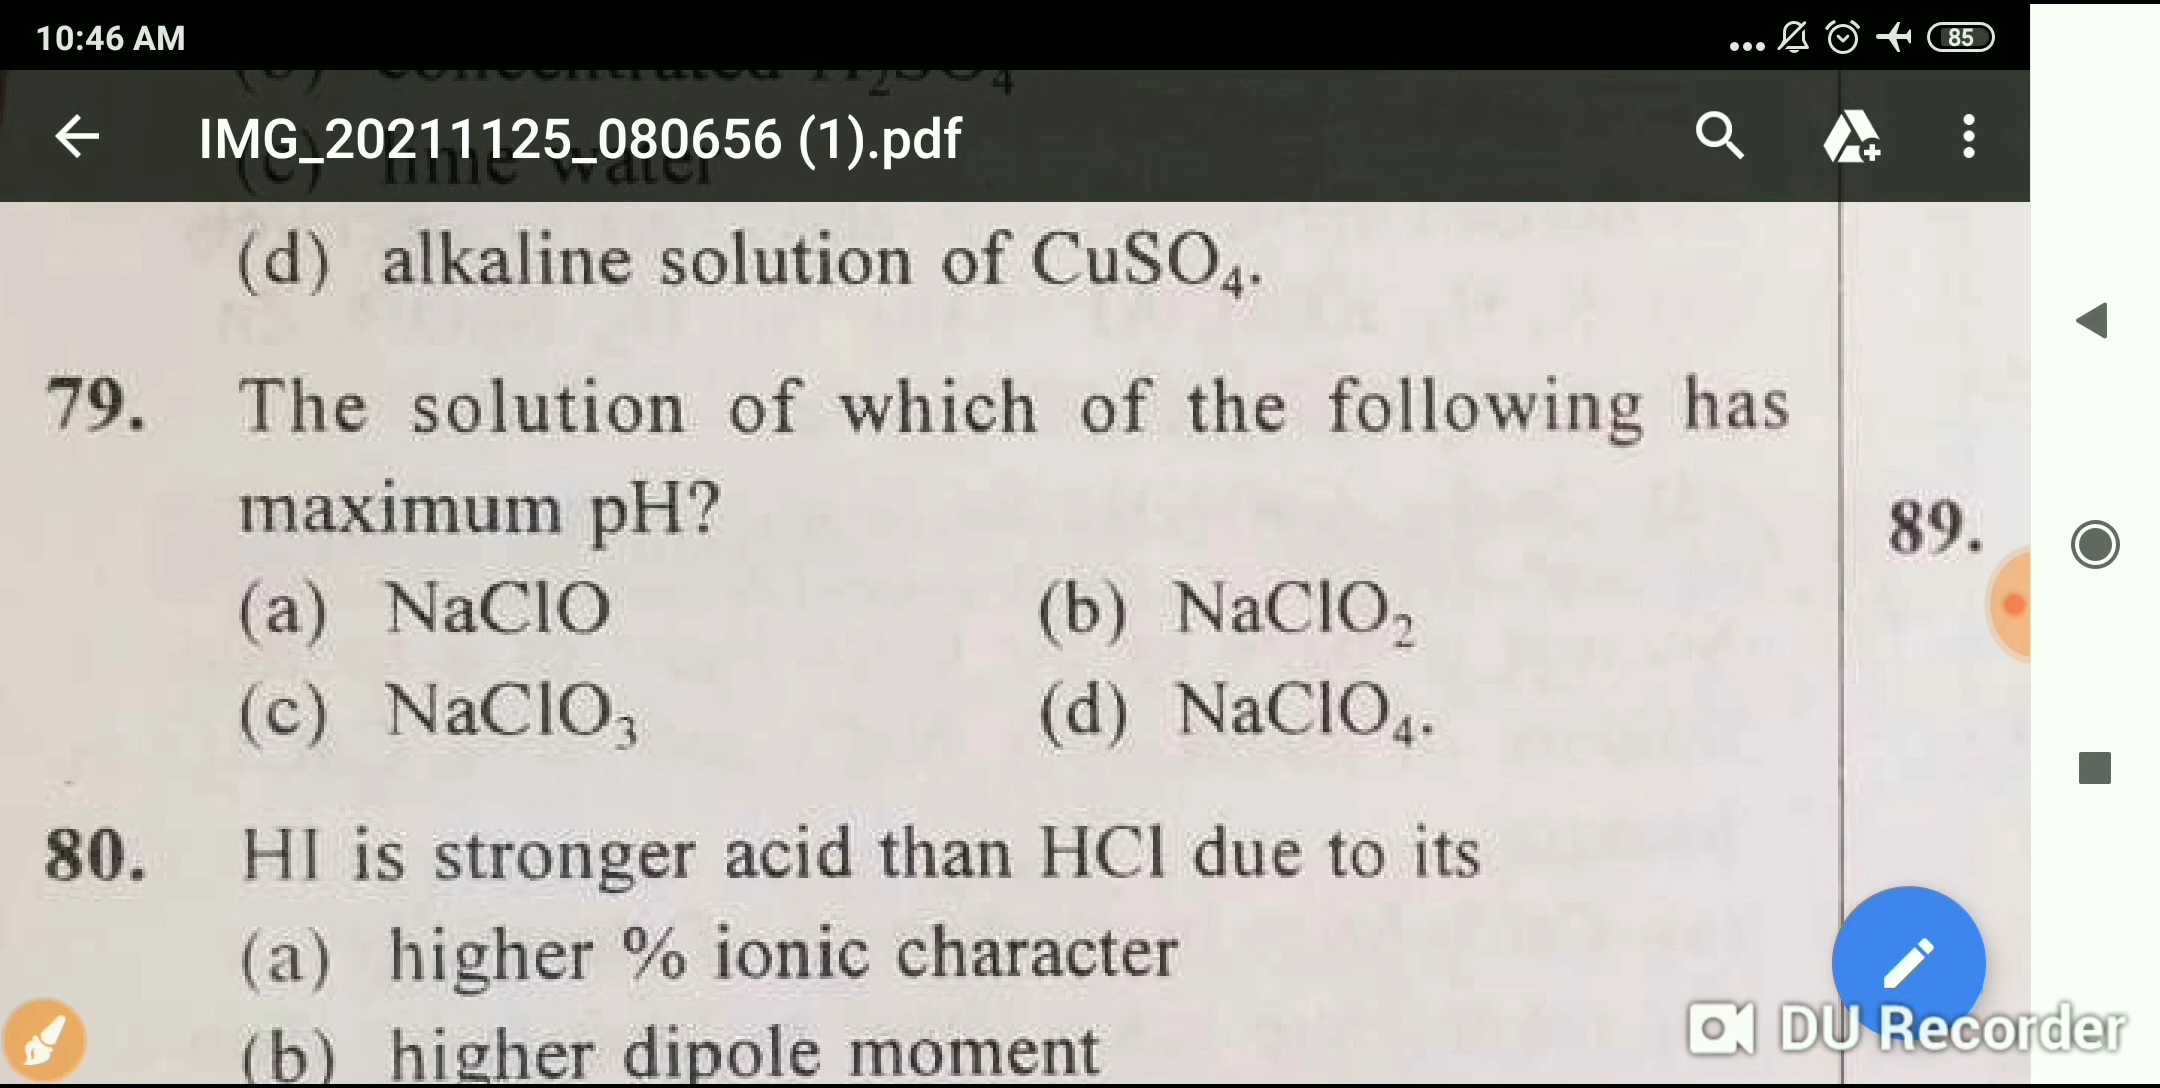 10:46 AM
85
IMG_20211125_080656 (1).pdf
(c) lime water
(d) alkaline solution of CuSO₄.
79. The solution of which of the following has
maximum pH?
(a) NaClO (b) NaClO₂
(c) NaClO₃ (d) NaClO₄.
80. HI is stronger acid than HCl due to its
(a) higher % ionic character
(b) higher dipole moment
89.
DU Recorder